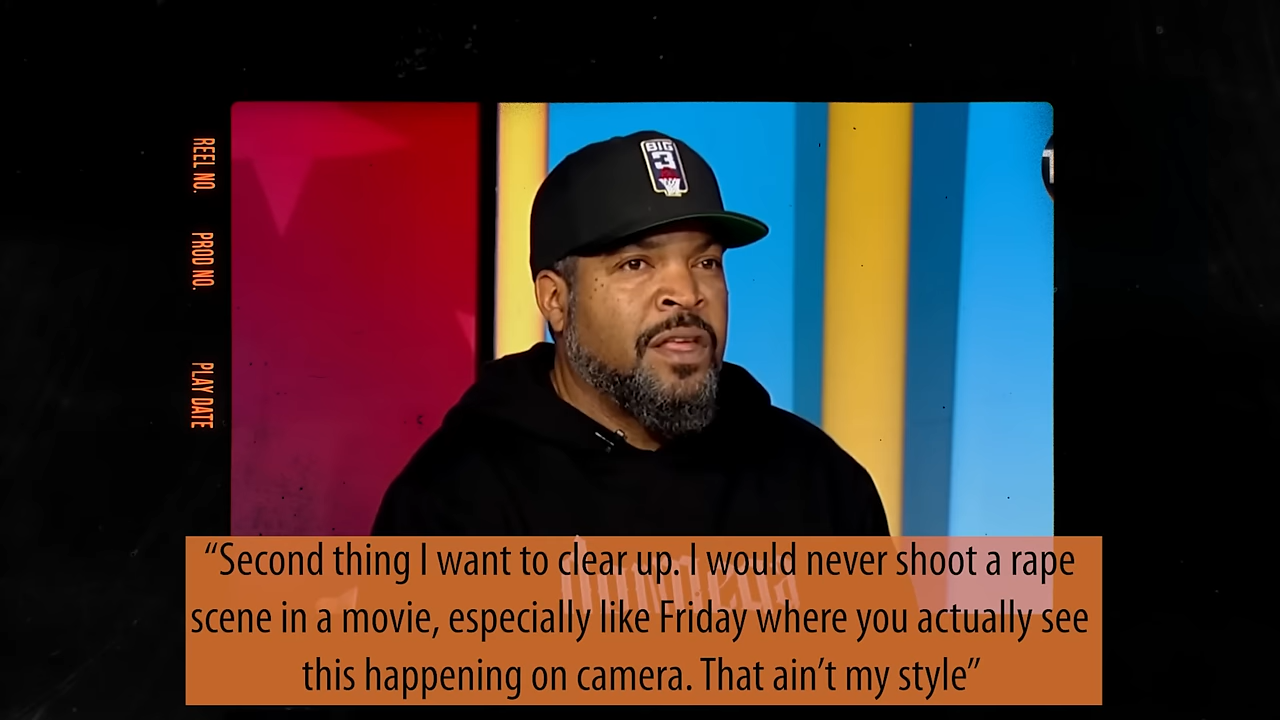 BIG
3
REEL NO.
PROD NO.
PLAY DATE
“Second thing I want to clear up. I would never shoot a rape
scene in a movie, especially like Friday where you actually see
this happening on camera. That ain’t my style”